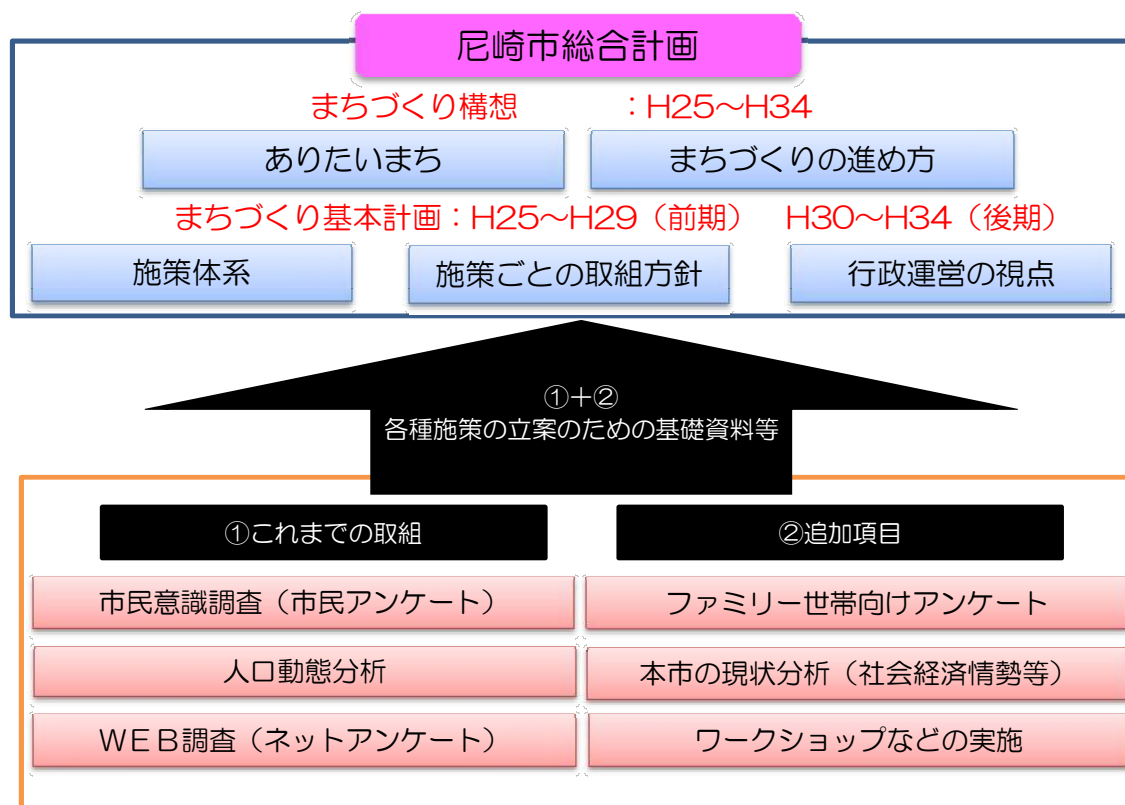 尼崎市総合計画
まちづくり構想　　　：H25～H34
ありたいまち
まちづくりの進め方
まちづくり基本計画：H25～H29（前期）　H30～H34（後期）
施策体系
施策ごとの取組方針
行政運営の視点
①＋②
各種施策の立案のための基礎資料等
①これまでの取組
②追加項目
市民意識調査（市民アンケート）
ファミリー世帯向けアンケート
人口動態分析
本市の現状分析（社会経済情勢等）
ＷＥＢ調査（ネットアンケート）
ワークショップなどの実施